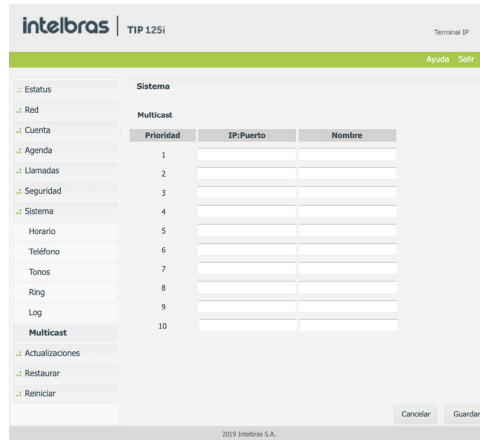 intelbras TIP 125i
Terminal IP
Ayuda Salir
.: Estatus
.: Red
.: Cuenta
.: Agenda
.: Llamadas
.: Seguridad
.: Sistema
Horario
Teléfono
Tonos
Ring
Log
Multicast
.: Actualizaciones
.: Restaurar
.: Reiniciar
Sistema
Multicast
Prioridad IP:Puerto Nombre
1
2
3
4
5
6
7
8
9
10
Cancelar Guardar
2019 Intelbras S.A.